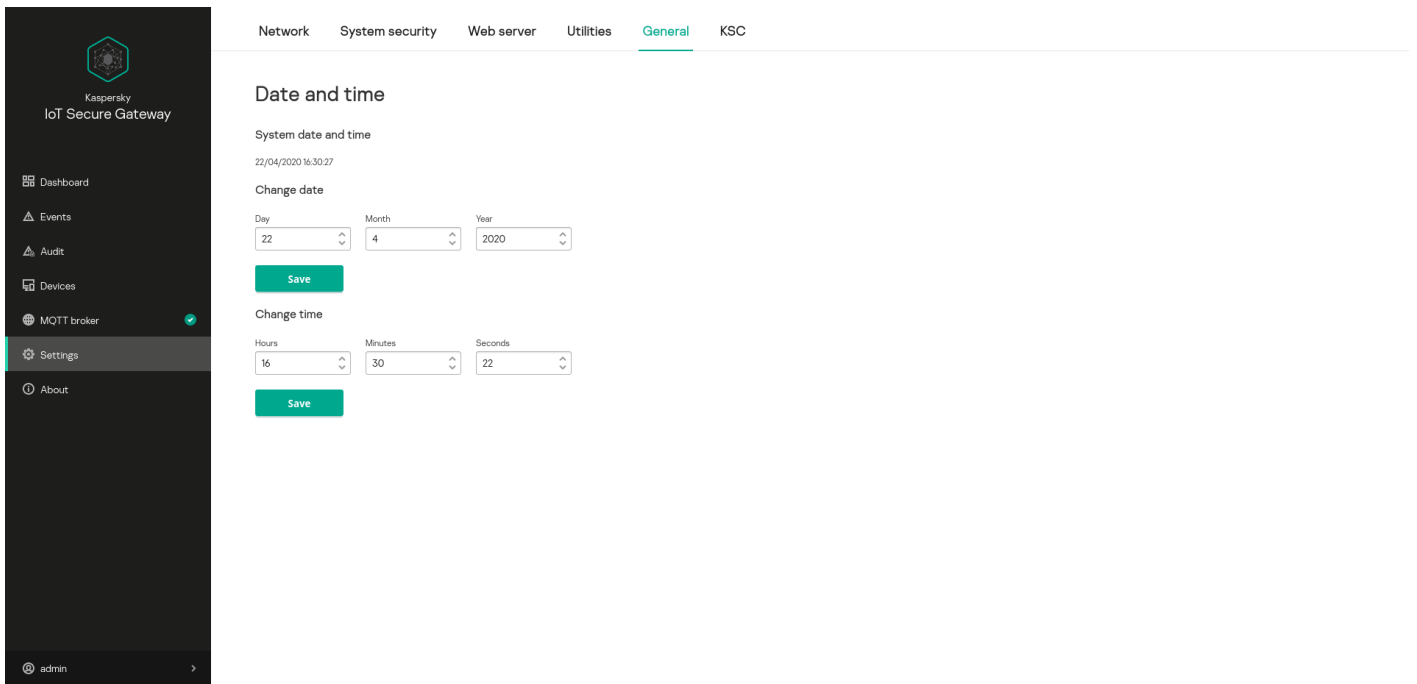 Kaspersky
IoT Secure Gateway
Dashboard
Events
Audit
Devices
MQTT broker
Settings
About
admin
Network System security Web server Utilities General KSC
Date and time
System date and time
22/04/2020 16:30:27
Change date
Day Month Year
22 4 2020
Save
Change time
Hours Minutes Seconds
16 30 22
Save